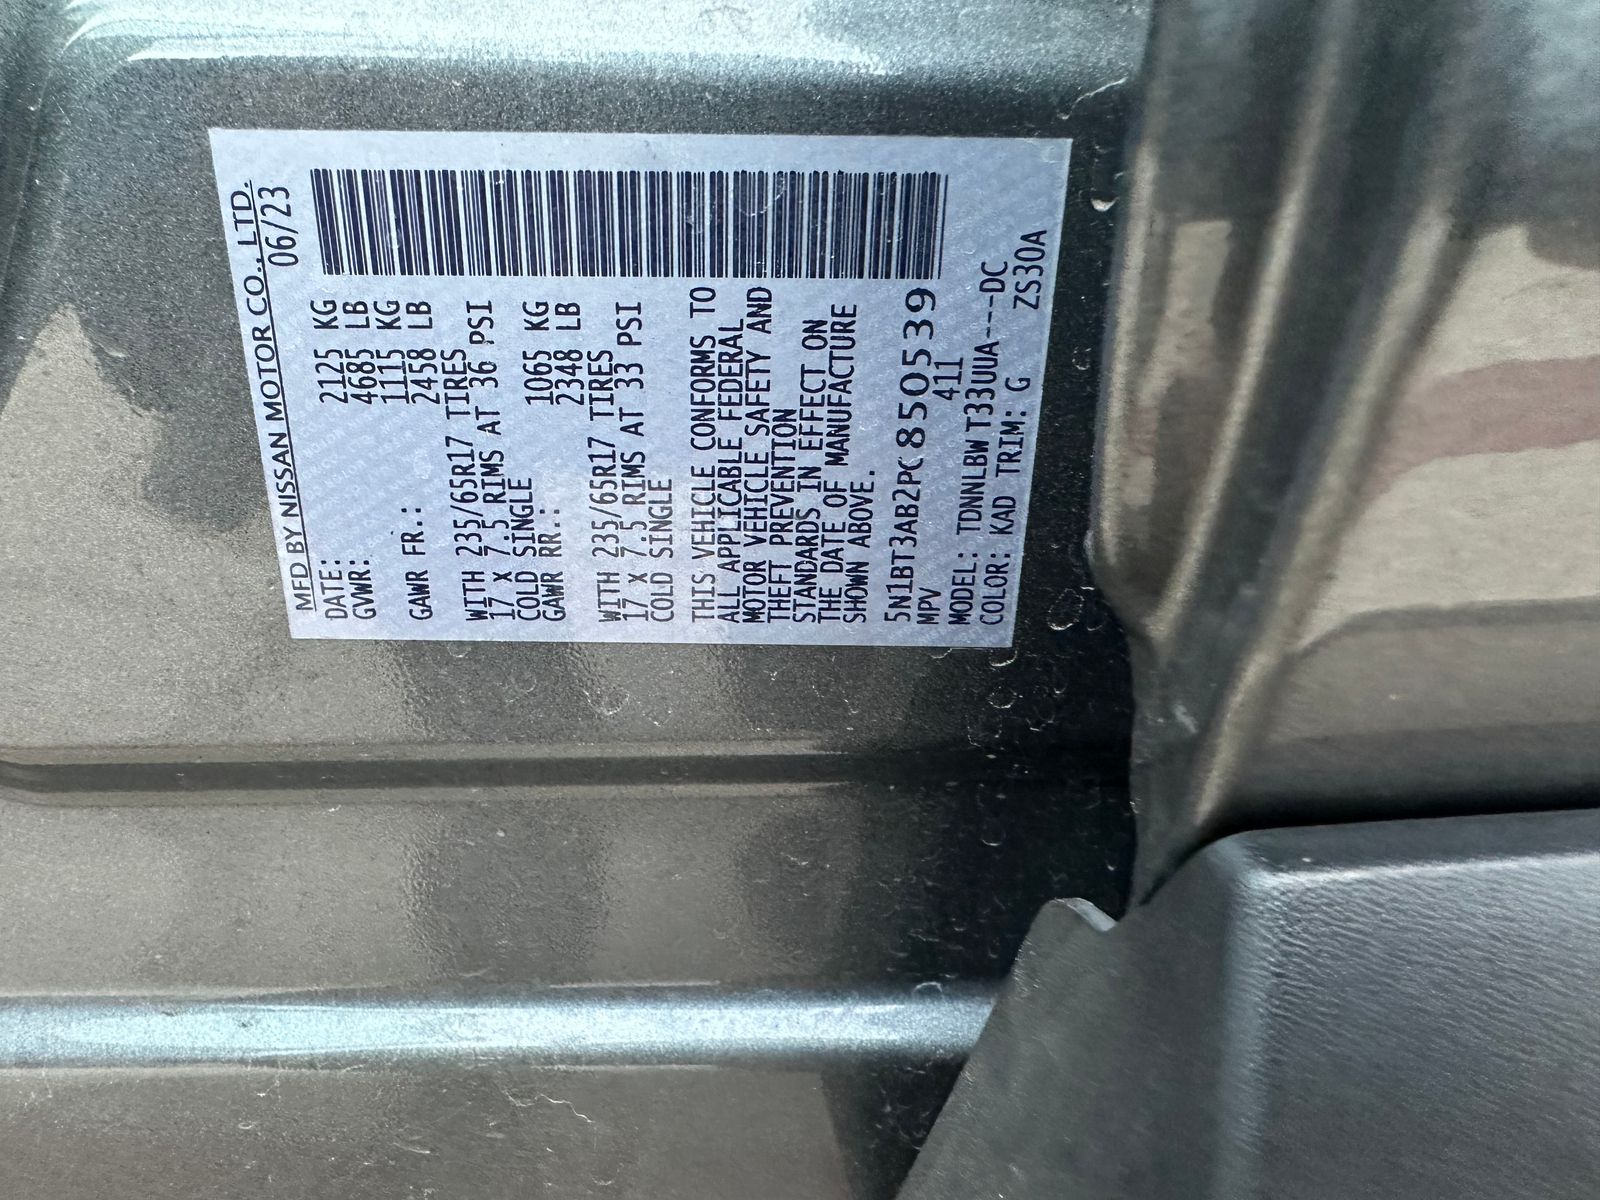 MFD BY NISSAN MOTOR CO., LTD.
DATE: 06/23
GVWR: 2125 KG
4685 LB
1115 KG
GAWR FR.: 2458 LB
WITH 235/65R17 TIRES
17 X 7.5 RIMS AT 36 PSI
COLD SINGLE
GAWR RR.: 1065 KG
2348 LB
WITH 235/65R17 TIRES
17 X 7.5 RIMS AT 33 PSI
COLD SINGLE
THIS VEHICLE CONFORMS TO
ALL APPLICABLE FEDERAL
MOTOR VEHICLE SAFETY AND
THEFT PREVENTION
STANDARDS IN EFFECT ON
THE DATE OF MANUFACTURE
SHOWN ABOVE.
5N1BT3AB2PC850539
MPV 411
MODEL: TDNNLBW T33UUA---DC
COLOR: KAD TRIM: G ZS30A